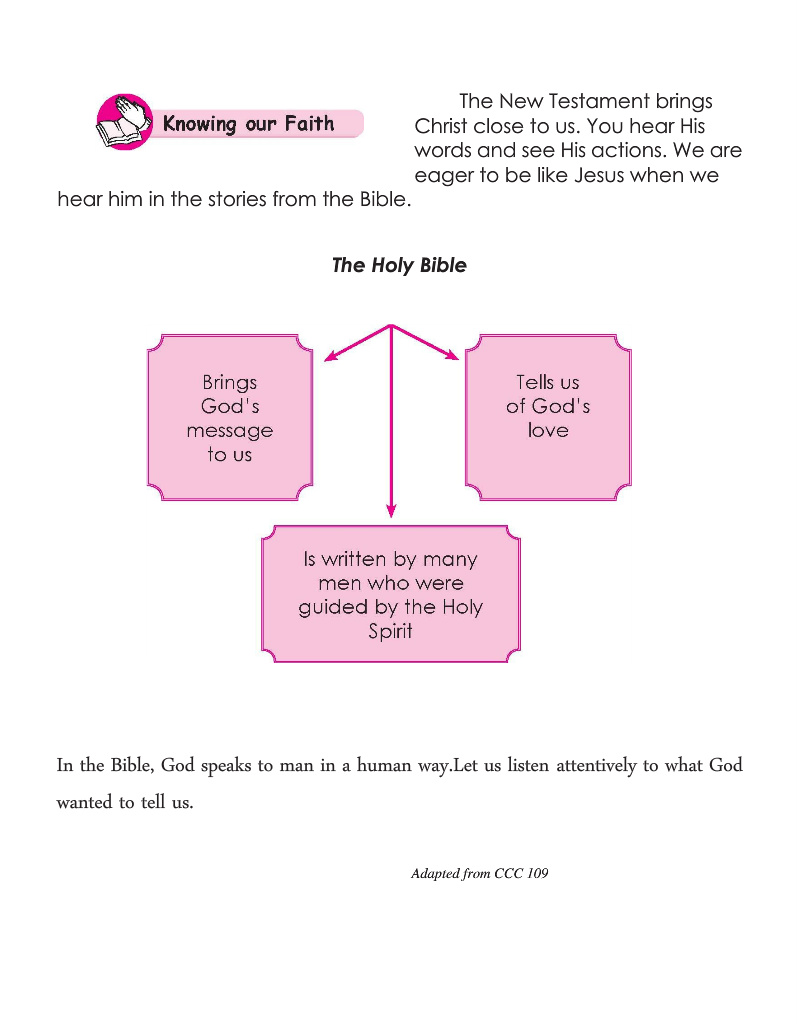 Knowing our Faith
The New Testament brings
Christ close to us. You hear His
words and see His actions. We are
eager to be like Jesus when we
hear him in the stories from the Bible.
The Holy Bible
Brings
God's
message
to us
Tells us
of God's
love
Is written by many
men who were
guided by the Holy
Spirit
In the Bible, God speaks to man in a human way.Let us listen attentively to what God
wanted to tell us.
Adapted from CCC 109